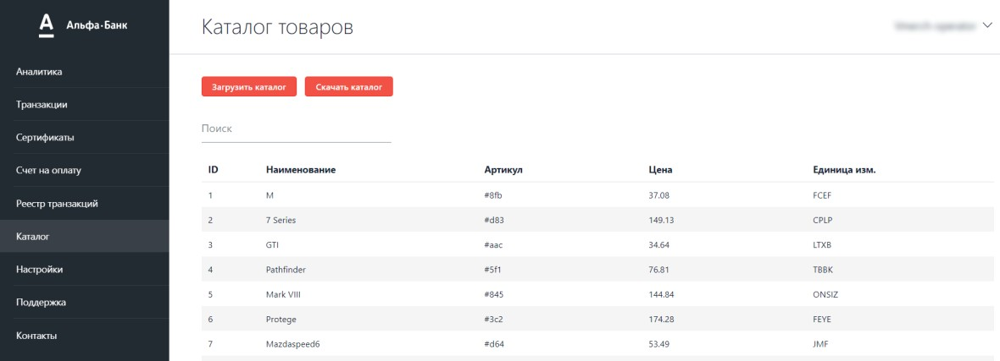 Альфа·Банк
Каталог товаров
Аналитика
Транзакции
Сертификаты
Счет на оплату
Реестр транзакций
Каталог
Настройки
Поддержка
Контакты
Загрузить каталог Скачать каталог
Поиск
ID Наименование Артикул Цена Единица изм.
1 M #8fb 37.08 FCEF
2 7 Series #d83 149.13 CPLP
3 GTI #aac 34.64 LTXB
4 Pathfinder #5f1 76.81 TBBK
5 Mark VIII #845 144.84 ONSIZ
6 Protege #3c2 174.28 FEYE
7 Mazdaspeed6 #d64 53.49 JMF